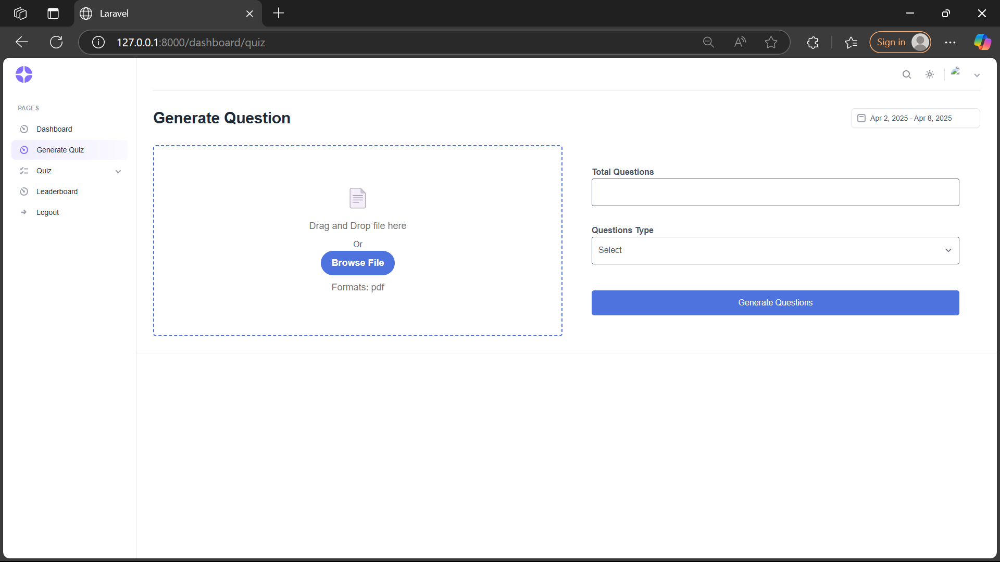 Laravel
127.0.0.1:8000/dashboard/quiz
Sign in
PAGES
Dashboard
Generate Quiz
Quiz
Leaderboard
Logout
Generate Question
Apr 2, 2025 - Apr 8, 2025
Drag and Drop file here
Or
Browse File
Formats: pdf
Total Questions
Questions Type
Select
Generate Questions